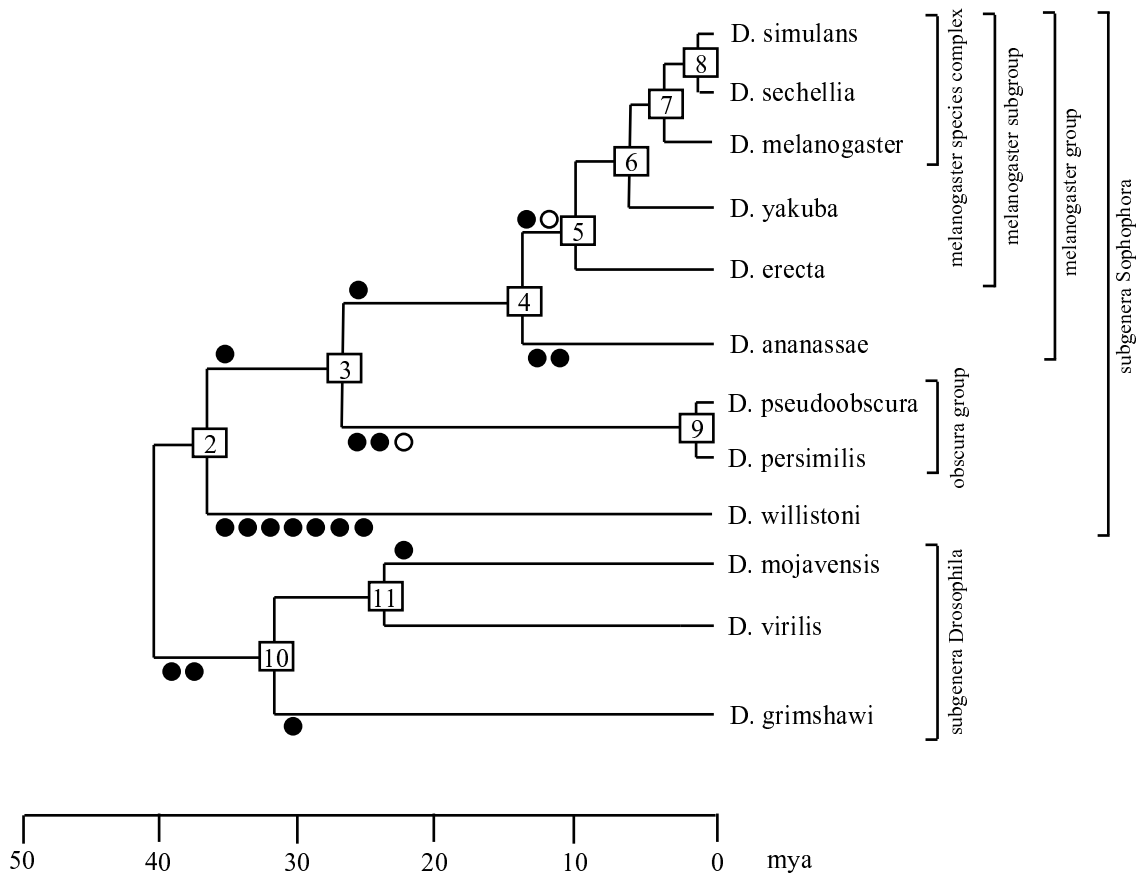 D. simulans
8
D. sechellia
7
D. melanogaster
6
D. yakuba
5
D. erecta
4
D. ananassae
3
D. pseudoobscura
9
D. persimilis
2
D. willistoni
D. mojavensis
11
D. virilis
10
D. grimshawi
melanogaster species complex
melanogaster subgroup
melanogaster group
subgenera Sophophora
obscura group
subgenera Drosophila
50 40 30 20 10 0 mya